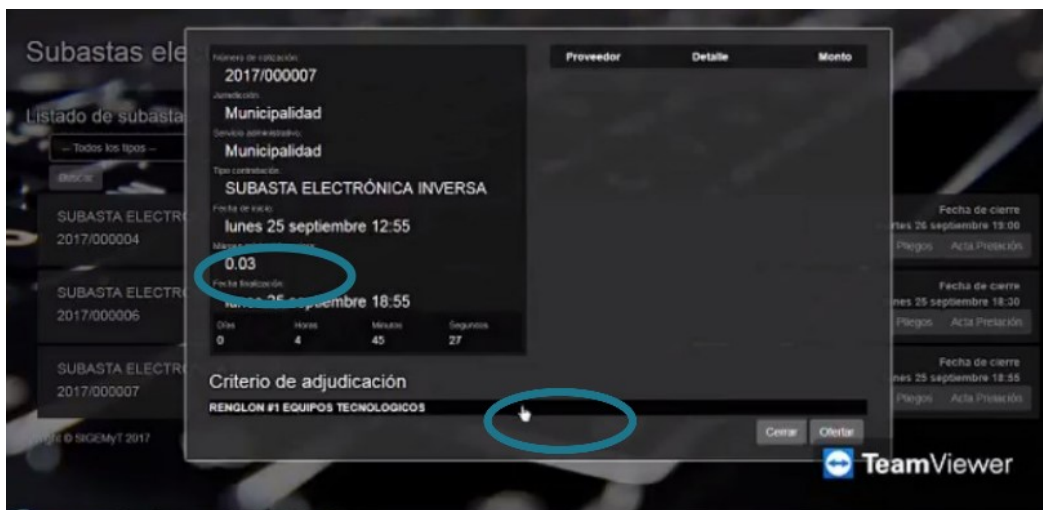 Subastas ele
Listado de subasta
-- Todos los tipos --
Buscar
SUBASTA ELECTR
2017/000004
SUBASTA ELECTR
2017/000006
SUBASTA ELECTR
2017/000007
© SIGEMyT 2017
Número de cotización:
2017/000007
Jurisdicción:
Municipalidad
Servicio administrativo:
Municipalidad
Tipo contratación:
SUBASTA ELECTRÓNICA INVERSA
Fecha de inicio:
lunes 25 septiembre 12:55
0.03
Fecha finalización:
lunes 25 septiembre 18:55
Días Horas Minutos Segundos
0 4 45 27
Criterio de adjudicación
RENGLON #1 EQUIPOS TECNOLOGICOS
Proveedor Detalle Monto
Cerrar Ofertar
Fecha de cierre
rtes 26 septiembre 19:00
Pliegos Acta Prelación
Fecha de cierre
nes 25 septiembre 18:30
Pliegos Acta Prelación
Fecha de cierre
nes 25 septiembre 18:55
Pliegos Acta Prelación
TeamViewer